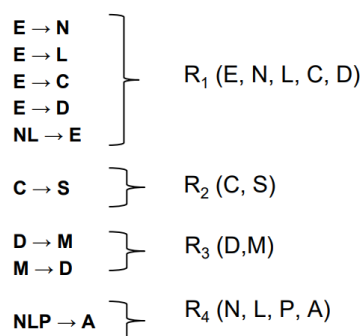 E → N
E → L
E → C
E → D
NL → E
R₁ (E, N, L, C, D)
C → S
R₂ (C, S)
D → M
M → D
R₃ (D,M)
NLP → A
R₄ (N, L, P, A)